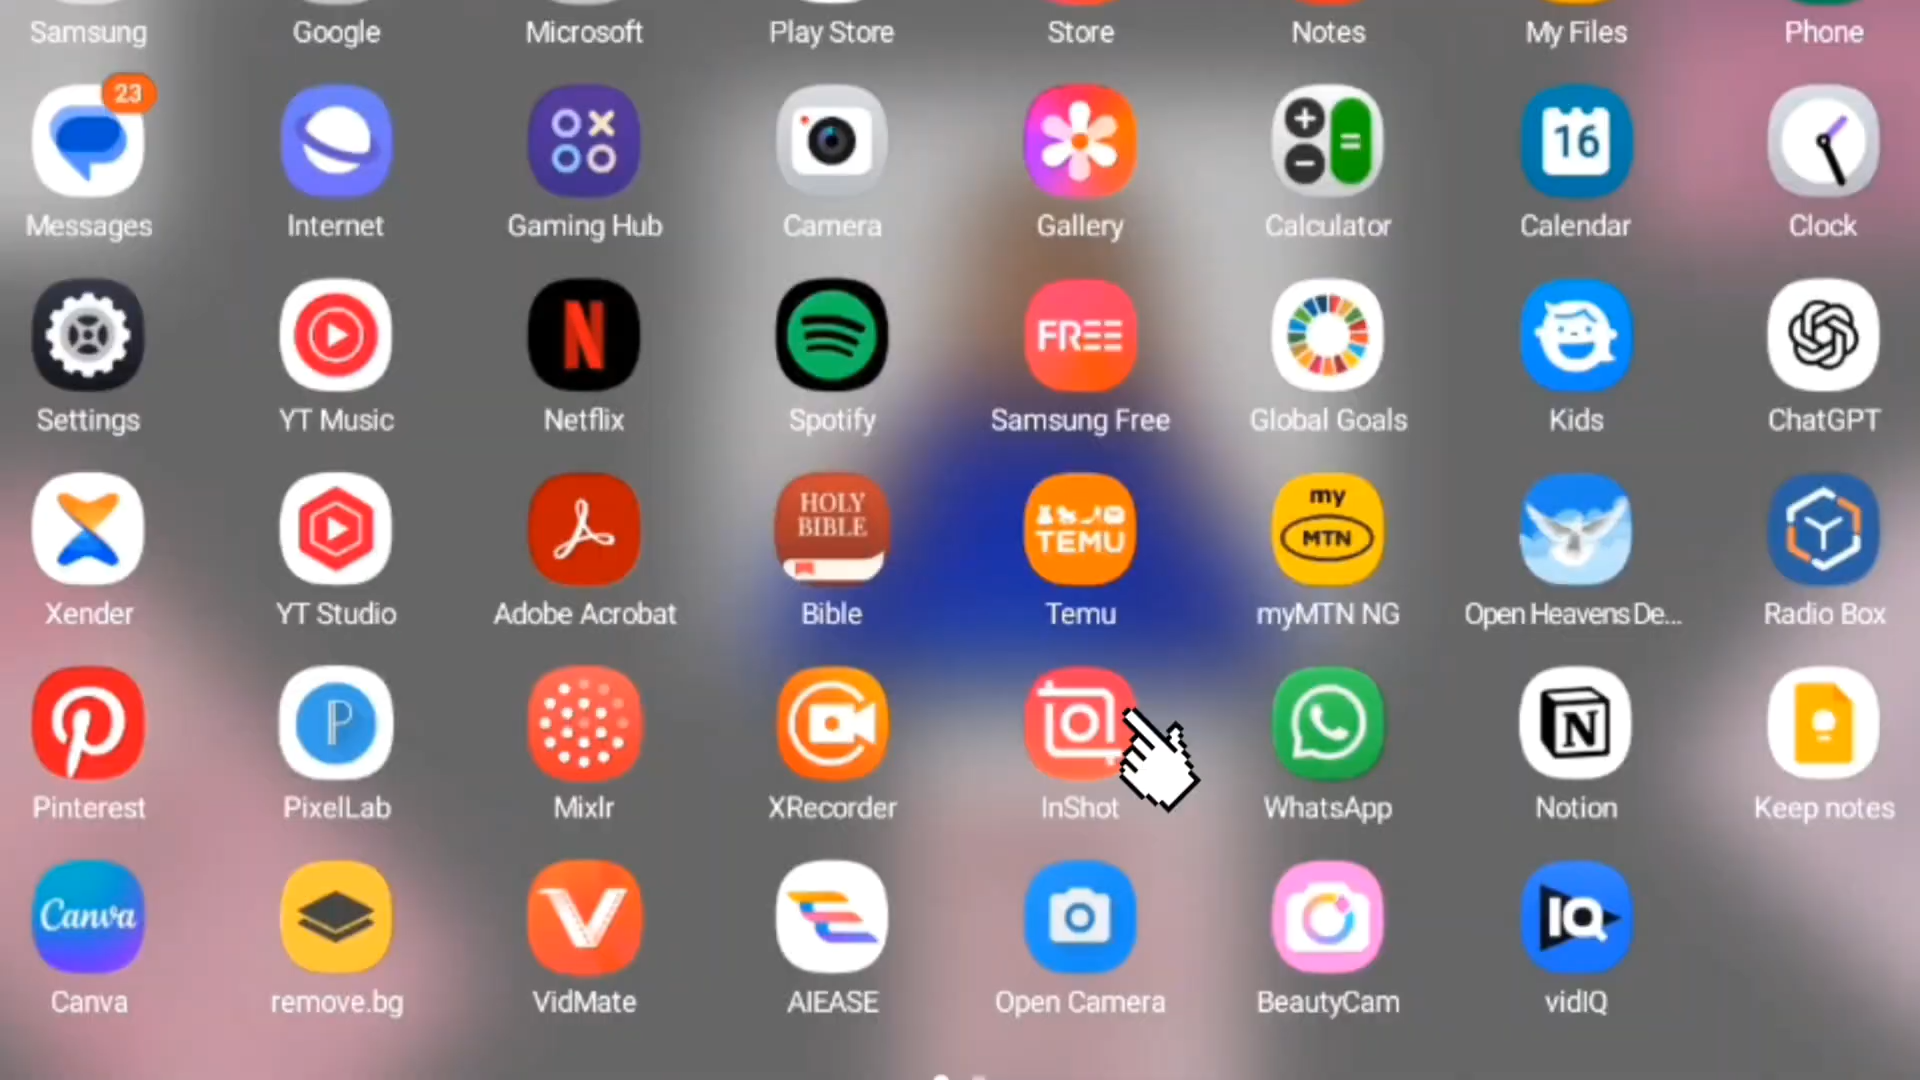 Samsung Google Microsoft Play Store Store Notes My Files Phone
23
16
Messages Internet Gaming Hub Camera Gallery Calculator Calendar Clock
N FREE
Settings YT Music Netflix Spotify Samsung Free Global Goals Kids ChatGPT
HOLY
BIBLE
TEMU
my
MTN
Xender YT Studio Adobe Acrobat Bible Temu myMTN NG Open Heavens De... Radio Box
P
N
Pinterest PixelLab Mixlr XRecorder InShot WhatsApp Notion Keep notes
Canva
V
IQ
Canva remove.bg VidMate AIEASE Open Camera BeautyCam vidIQ